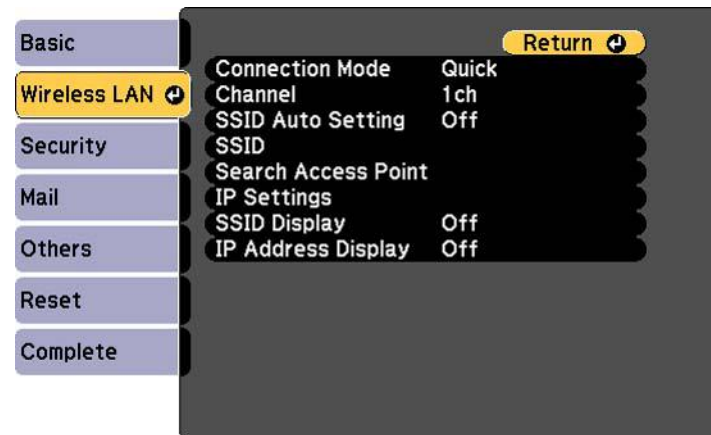 Basic
Wireless LAN
Security
Mail
Others
Reset
Complete
Return
Connection Mode Quick
Channel 1ch
SSID Auto Setting Off
SSID
Search Access Point
IP Settings
SSID Display Off
IP Address Display Off